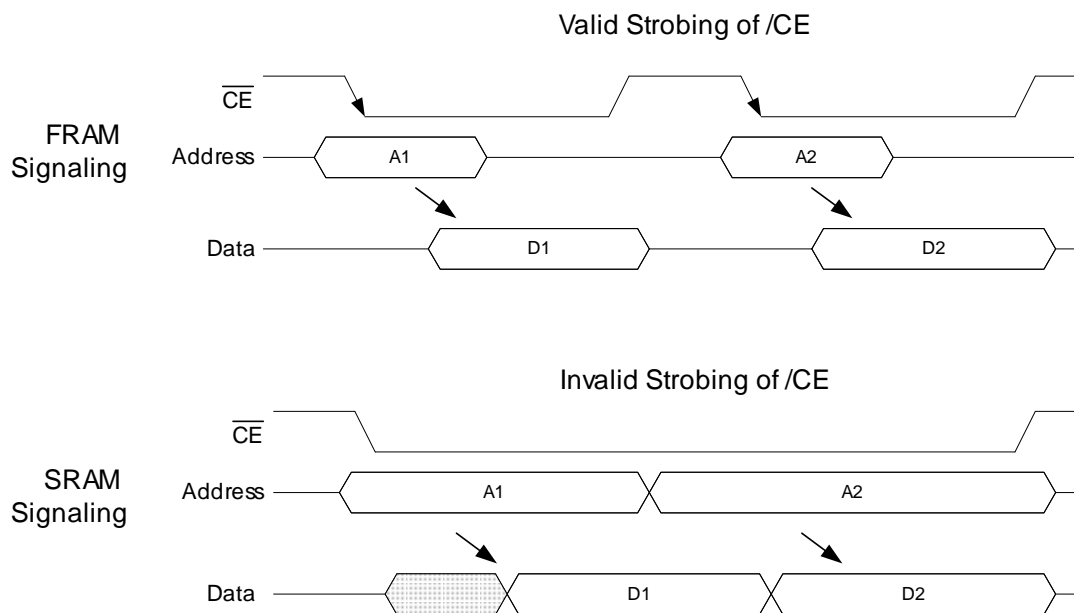 Valid Strobing of /CE
CE
FRAM
Signaling
Address
A1
A2
Data
D1
D2
Invalid Strobing of /CE
CE
SRAM
Signaling
Address
A1
A2
Data
D1
D2